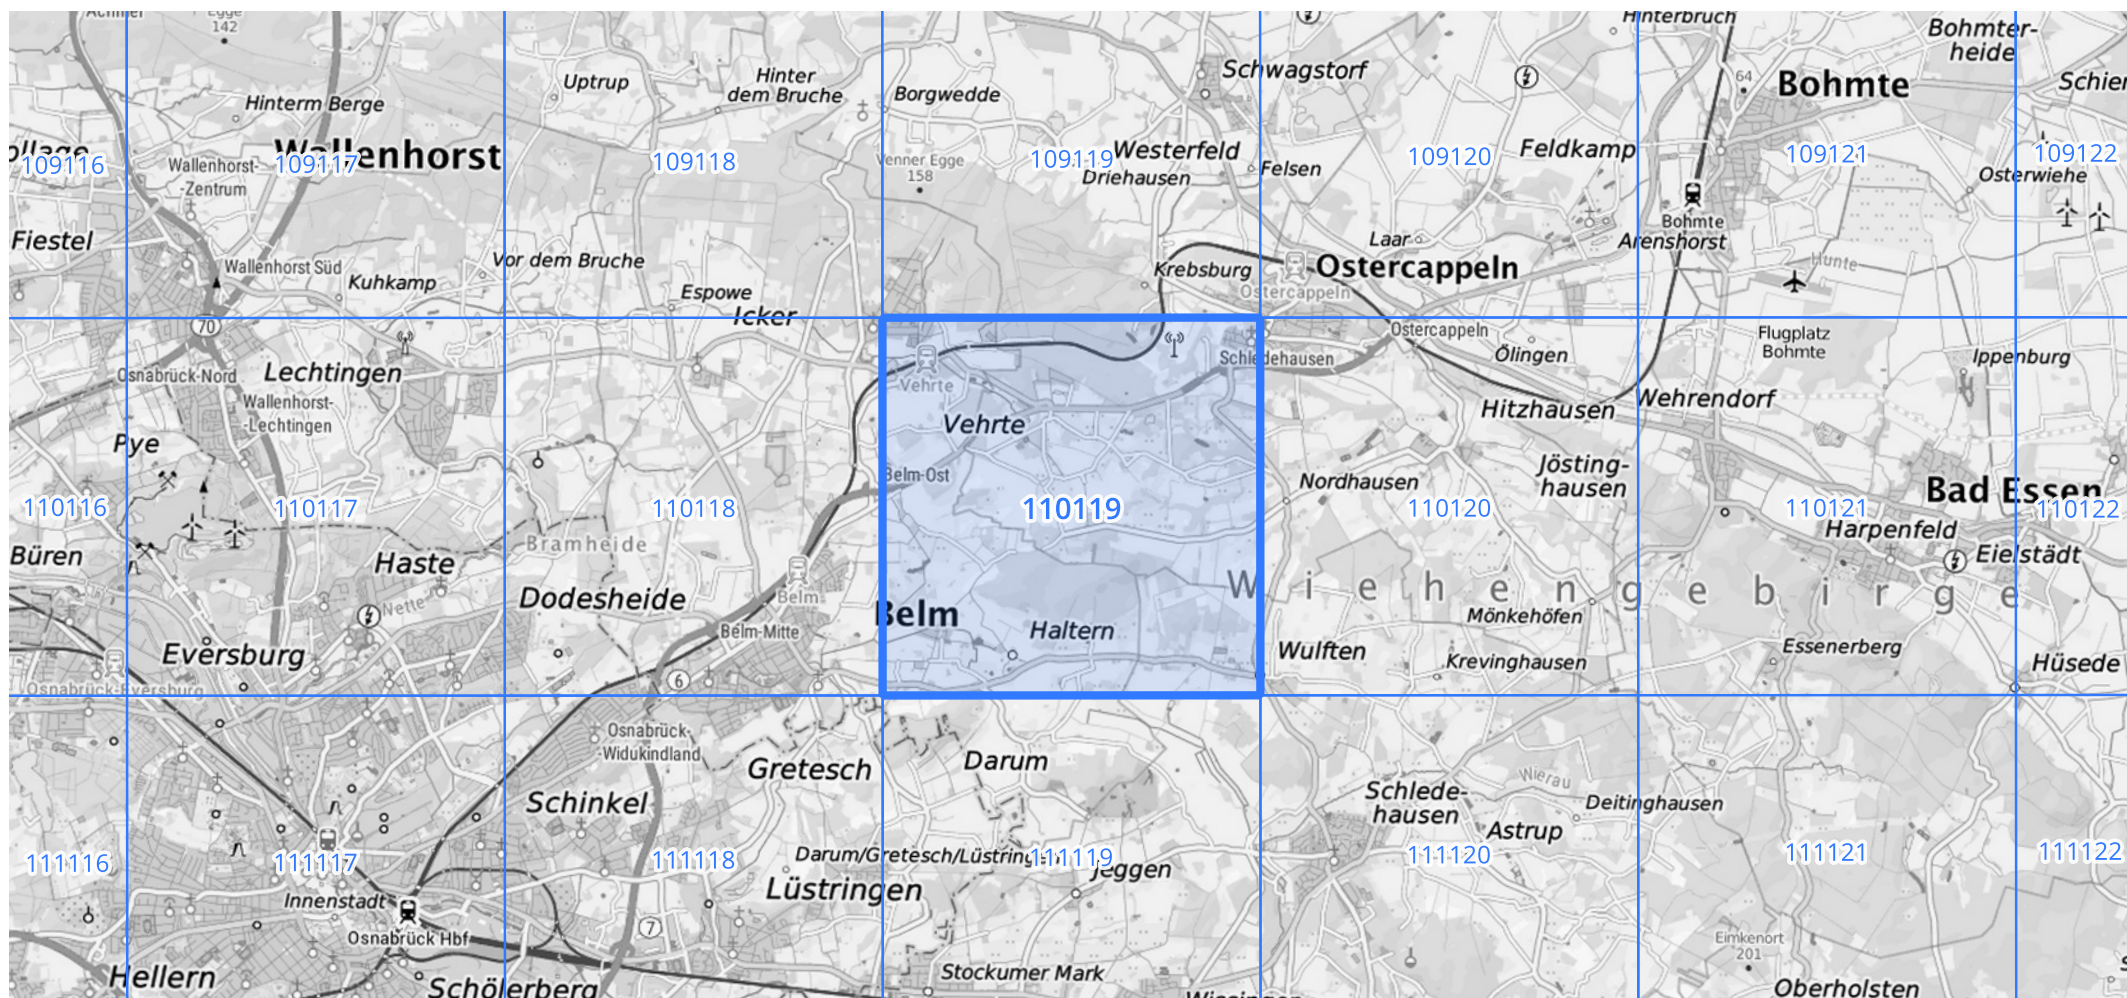 Achmer
Egge
142
Hinterm Berge
Uptrup
Hinter
dem Bruche
Borgwedde
Schwagstorf
Hinterbruch
64
Bohmte
Bohmter-
heide
Schier
ollage
109116
Wallenhorst-
-Zentrum
Wallenhorst
109117
109118
Venner Egge
158
109119
Westerfeld
Driehausen
Felsen
109120
Feldkamp
109121
109122
Osterwiehe
Fiestel
Wallenhorst Süd
Kuhkamp
Vor dem Bruche
Espowe
Icker
Krebsburg
Laar
Ostercappeln
Ostercappeln
Bohmte
Arenshorst
Hunte
70
Osnabrück-Nord
Lechtingen
Wallenhorst-
-Lechtingen
Vehrte
Vehrte
Schledehausen
Ostercappeln
Ölingen
Flugplatz
Bohmte
Ippenburg
Hitzhausen
Wehrendorf
Pye
110116
110117
110118
Belm-Ost
110119
Nordhausen
110120
Jösting-
hausen
110121
Bad Essen
110122
Harpenfeld
Eielstädt
Büren
Haste
Nette
Bramheide
Dodesheide
Belm
Belm-Mitte
Belm
Haltern
Wiehengebirge
Mönkehöfen
Wulften
Krevinghausen
Essenerberg
Hüsede
Eversburg
Osnabrück-Eversburg
6
Osnabrück-
-Widukindland
Gretesch
Darum
Schinkel
Schlede-
hausen
Wierau
Deitinghausen
Astrup
111116
111117
111118
Darum/Gretesch/Lüstringen
111119
Jeggen
111120
111121
111122
Innenstadt
Lüstringen
Osnabrück Hbf
7
Hellern
Schölerberg
Stockumer Mark
Wissingen
Eimkenort
201
Oberholsten